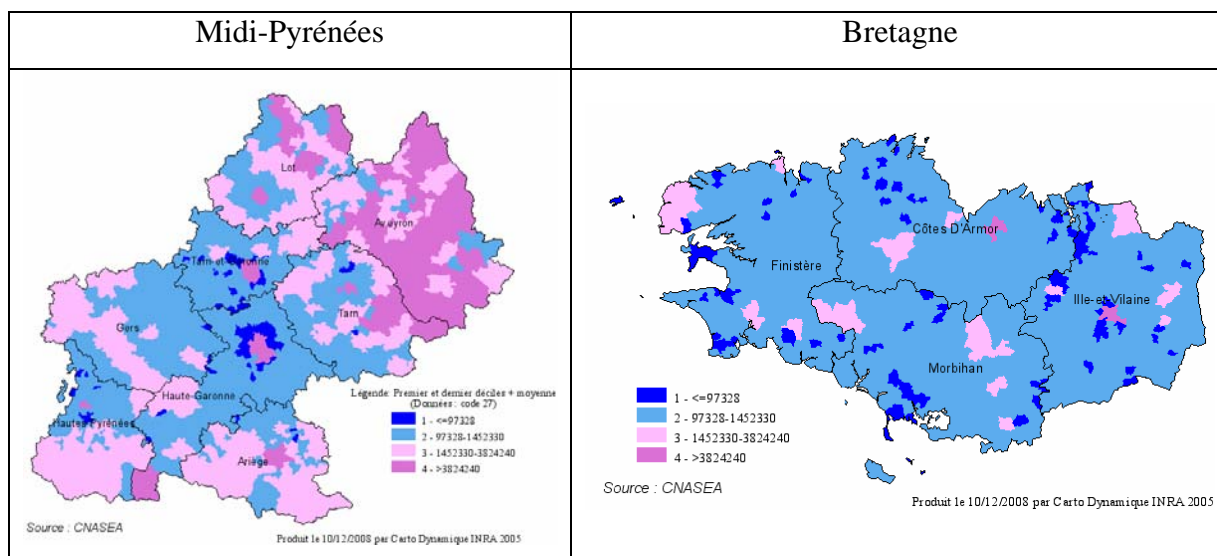 Midi-Pyrénées
Lot
Aveyron
Tarn-et-Garonne
Tarn
Gers
Haute-Garonne
Hautes Pyrénées
Ariège
Légende: Premier et dernier déciles + moyenne
(Données : code 27)
1 - <=97328
2 - 97328-1452330
3 - 1452330-3824240
4 - >3824240
Source : CNASEA
Produit le 10/12/2008 par Carto Dynamique INRA 2005
Bretagne
Côtes D'Armor
Finistère
Ille-et-Vilaine
Morbihan
1 - <=97328
2 - 97328-1452330
3 - 1452330-3824240
4 - >3824240
Source : CNASEA
Produit le 10/12/2008 par Carto Dynamique INRA 2005